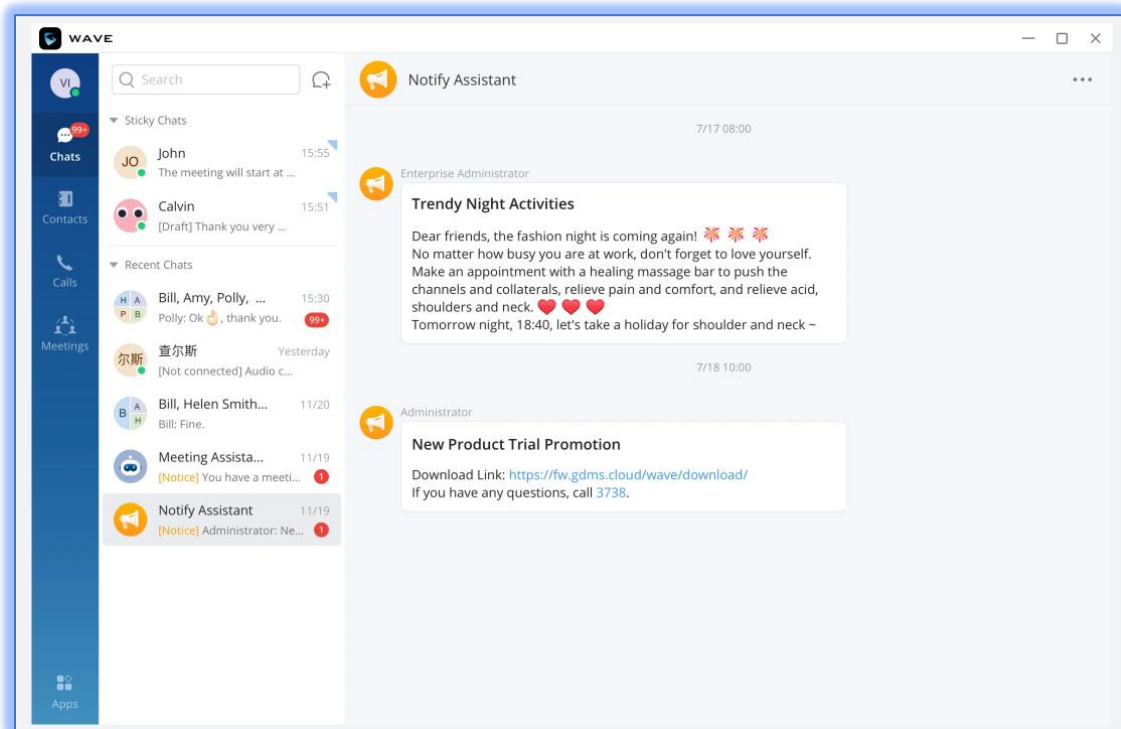 WAVE
VI
Search
99+
Chats
Contacts
Calls
Meetings
Apps
Sticky Chats
JO
John
15:55
The meeting will start at ...
Calvin
15:51
[Draft] Thank you very ...
Recent Chats
H A
P B
Bill, Amy, Polly, ...
15:30
Polly: Ok 👌🏻, thank you.
99+
尔斯
查尔斯
Yesterday
[Not connected] Audio c...
B A
H
Bill, Helen Smith...
11/20
Bill: Fine.
Meeting Assista...
11/19
[Notice] You have a meeti...
1
Notify Assistant
11/19
[Notice] Administrator: Ne...
1
Notify Assistant
7/17 08:00
Enterprise Administrator
Trendy Night Activities
Dear friends, the fashion night is coming again!
No matter how busy you are at work, don't forget to love yourself.
Make an appointment with a healing massage bar to push the
channels and collaterals, relieve pain and comfort, and relieve acid,
shoulders and neck. ❤️ ❤️ ❤️
Tomorrow night, 18:40, let's take a holiday for shoulder and neck ~
7/18 10:00
Administrator
New Product Trial Promotion
Download Link: https://fw.gdms.cloud/wave/download/
If you have any questions, call 3738.